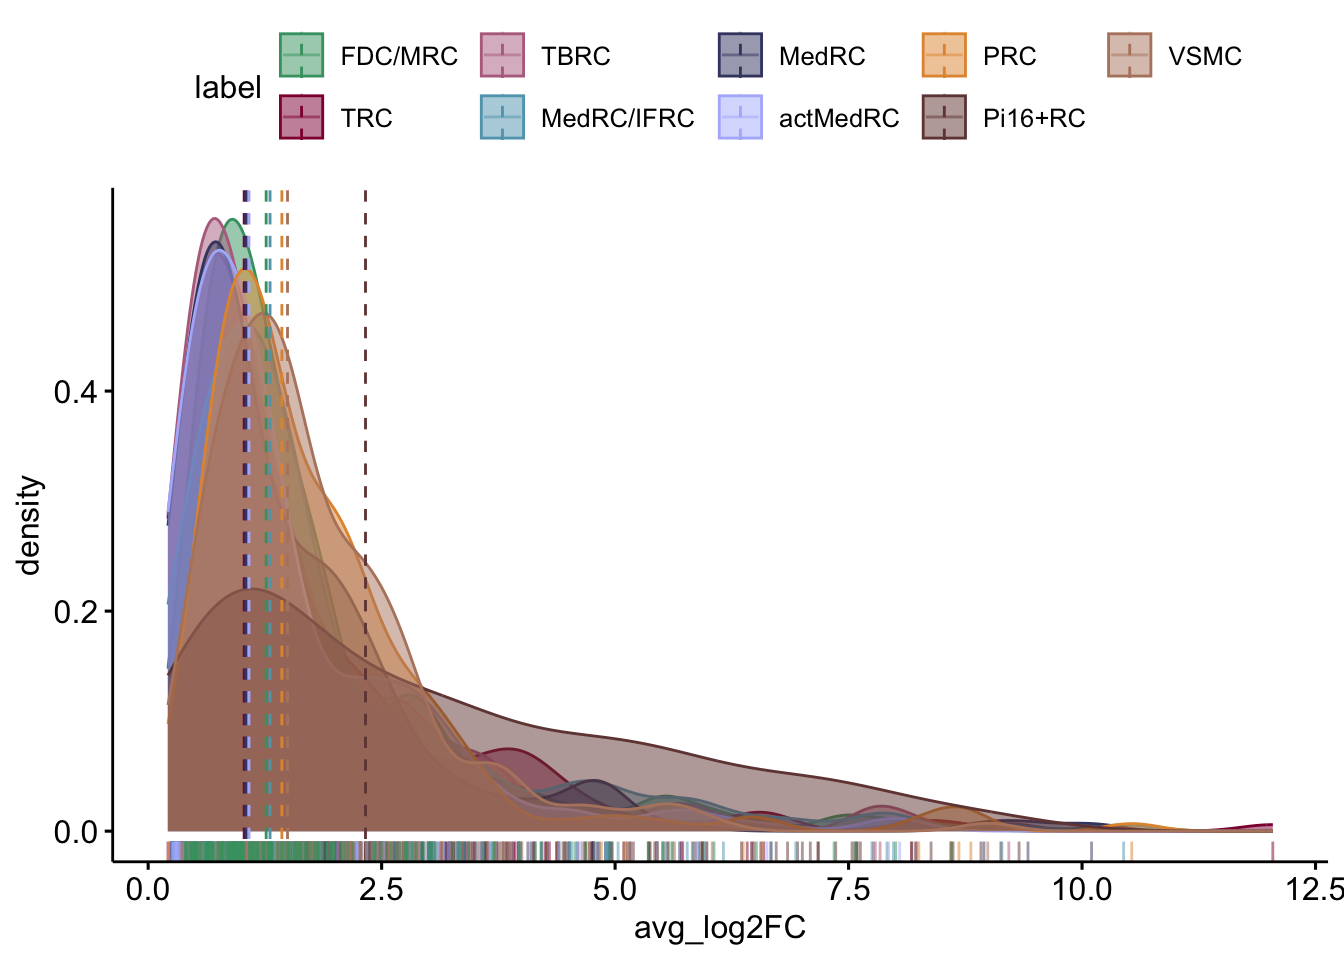 label
FDC/MRC TBRC MedRC PRC VSMC
TRC MedRC/IFRC actMedRC Pi16+RC
density
0.4
0.2
0.0
0.0 2.5 5.0 7.5 10.0 12.5
avg_log2FC